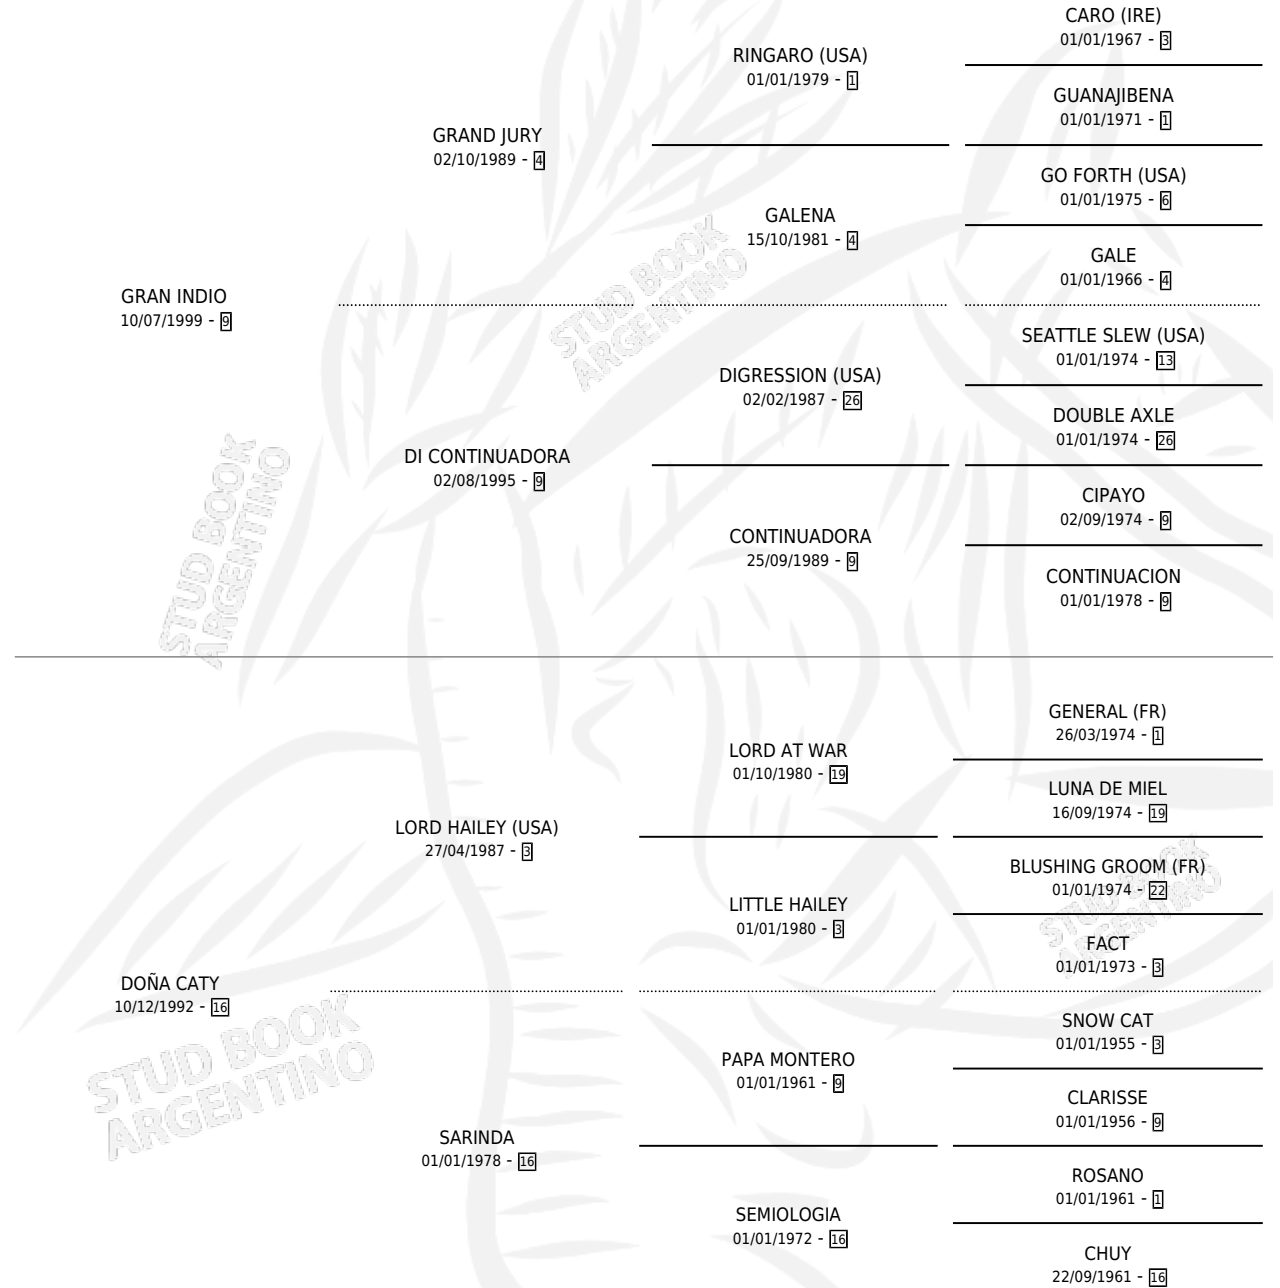 CARO (IRE)
01/01/1967 - 3
RINGARO (USA)
01/01/1979 - 1
GUANAJIBENA
01/01/1971 - 1
GRAND JURY
02/10/1989 - 4
GO FORTH (USA)
01/01/1975 - 6
GALENA
15/10/1981 - 4
GALE
01/01/1966 - 4
GRAN INDIO
10/07/1999 - 9
STUD BOOK
ARGENTINO
SEATTLE SLEW (USA)
01/01/1974 - 13
DIGRESSION (USA)
02/02/1987 - 26
DOUBLE AXLE
01/01/1974 - 26
DI CONTINUADORA
02/08/1995 - 9
CIPAYO
02/09/1974 - 9
CONTINUADORA
25/09/1989 - 9
CONTINUACION
01/01/1978 - 9
STUD BOOK
ARGENTINO
GENERAL (FR)
26/03/1974 - 1
LORD AT WAR
01/10/1980 - 19
LUNA DE MIEL
16/09/1974 - 19
LORD HAILEY (USA)
27/04/1987 - 3
BLUSHING GROOM (FR)
01/01/1974 - 22
LITTLE HAILEY
01/01/1980 - 3
FACT
01/01/1973 - 3
STUD BOOK
ARGENTINO
DOÑA CATY
10/12/1992 - 16
SNOW CAT
01/01/1955 - 3
PAPA MONTERO
01/01/1961 - 9
CLARISSE
01/01/1956 - 9
STUD BOOK
ARGENTINO
SARINDA
01/01/1978 - 16
ROSANO
01/01/1961 - 1
SEMIOLOGIA
01/01/1972 - 16
CHUY
22/09/1961 - 16